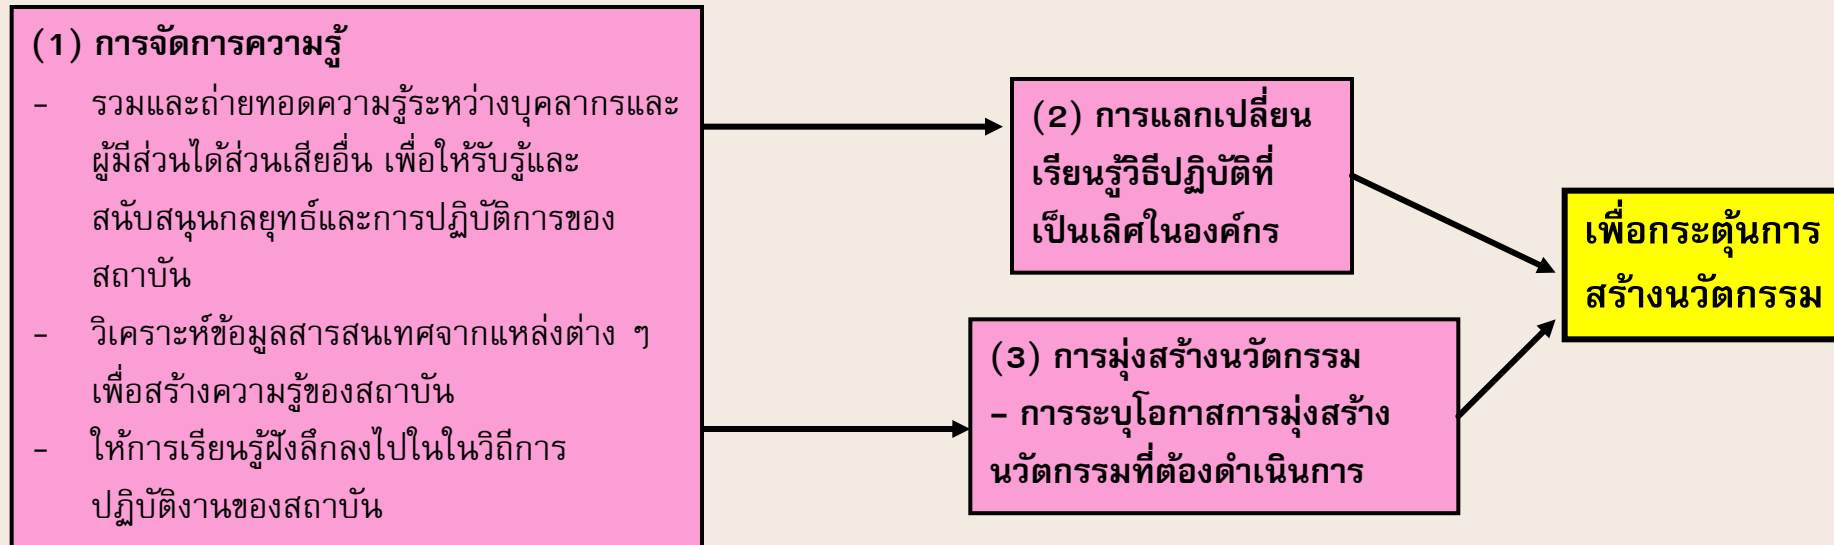 (1) การจัดการความรู้
- รวมและถ่ายทอดความรู้ระหว่างบุคลากรและ
ผู้มีส่วนได้ส่วนเสียอื่น เพื่อให้รับรู้และ
สนับสนุนกลยุทธ์และการปฏิบัติการของ
สถาบัน
- วิเคราะห์ข้อมูลสารสนเทศจากแหล่งต่าง ๆ
เพื่อสร้างความรู้ของสถาบัน
- ให้การเรียนรู้ฝังลึกลงไปในในวิถีการ
ปฏิบัติงานของสถาบัน
(2) การแลกเปลี่ยน
เรียนรู้วิธีปฏิบัติที่
เป็นเลิศในองค์กร
(3) การมุ่งสร้างนวัตกรรม
- การระบุโอกาสการมุ่งสร้าง
นวัตกรรมที่ต้องดำเนินการ
เพื่อกระตุ้นการ
สร้างนวัตกรรม